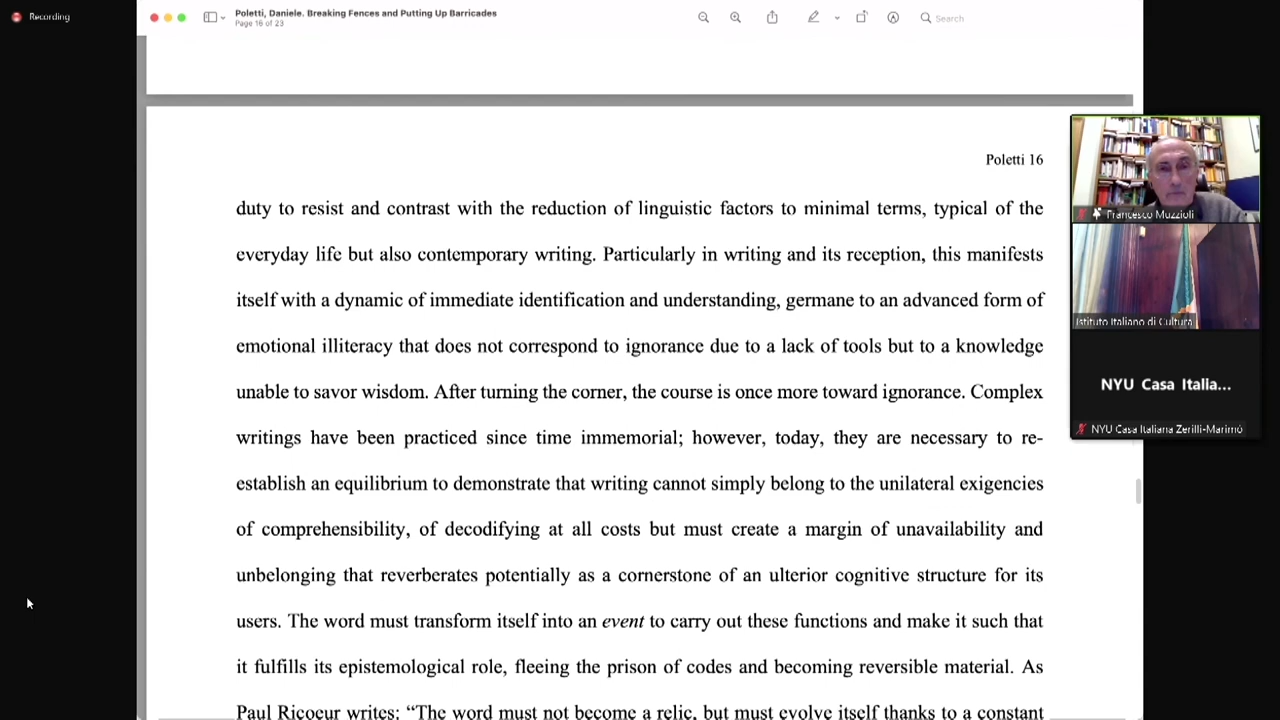 Recording
Poletti, Daniele. Breaking Fences and Putting Up Barricades
Page 16 of 23
Search
Poletti 16
duty to resist and contrast with the reduction of linguistic factors to minimal terms, typical of the
everyday life but also contemporary writing. Particularly in writing and its reception, this manifests
itself with a dynamic of immediate identification and understanding, germane to an advanced form of
emotional illiteracy that does not correspond to ignorance due to a lack of tools but to a knowledge
unable to savor wisdom. After turning the corner, the course is once more toward ignorance. Complex
writings have been practiced since time immemorial; however, today, they are necessary to re-
establish an equilibrium to demonstrate that writing cannot simply belong to the unilateral exigencies
of comprehensibility, of decodifying at all costs but must create a margin of unavailability and
unbelonging that reverberates potentially as a cornerstone of an ulterior cognitive structure for its
users. The word must transform itself into an event to carry out these functions and make it such that
it fulfills its epistemological role, fleeing the prison of codes and becoming reversible material. As
Paul Ricoeur writes: “The word must not become a relic, but must evolve itself thanks to a constant
Francesco Muzzioli
Istituto Italiano di Cultura
NYU Casa Italia...
NYU Casa Italiana Zerilli-Marimò